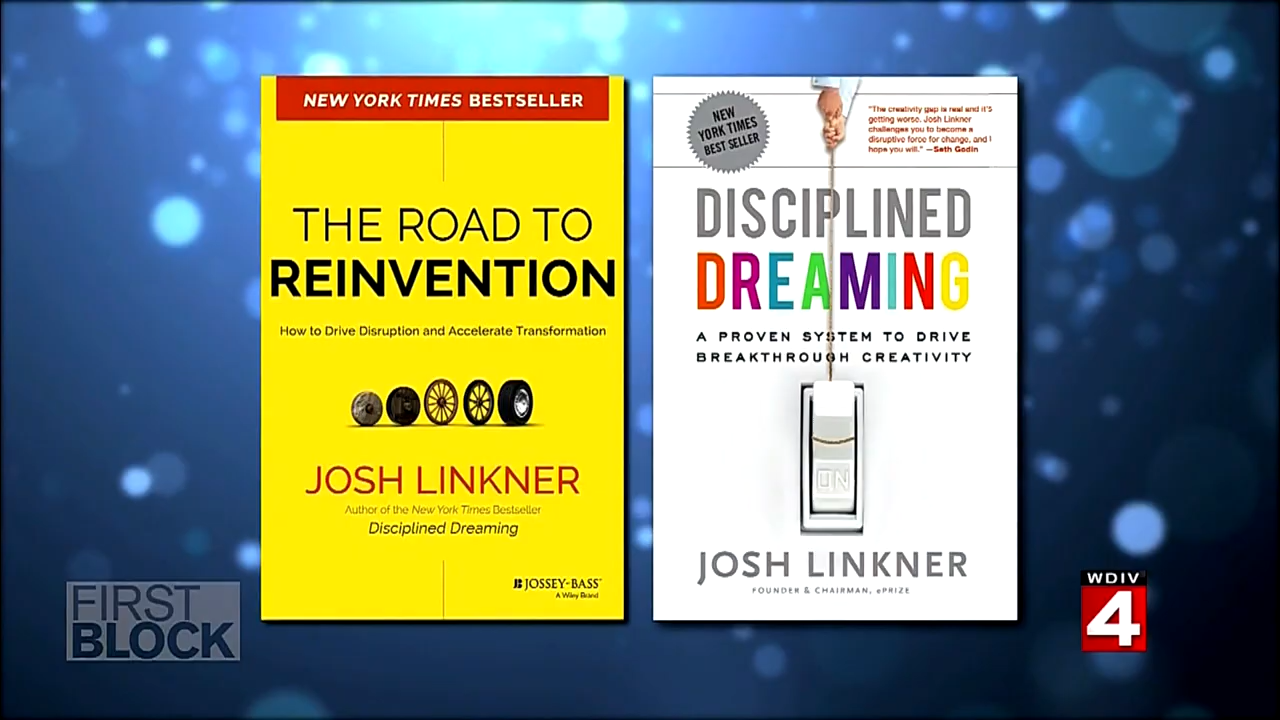 NEW YORK TIMES BESTSELLER
THE ROAD TO
REINVENTION
How to Drive Disruption and Accelerate Transformation
JOSH LINKNER
Author of the New York Times Bestseller
Disciplined Dreaming
JB JOSSEY-BASS™
A Wiley Brand
NEW
YORK TIMES
BEST SELLER
"The creativity gap is real and it's
getting worse. Josh Linkner
challenges you to become a
disruptive force for change, and I
hopes you will." —Seth Godin
DISCIPLINED
DREAMING
A PROVEN SYSTEM TO DRIVE
BREAKTHROUGH CREATIVITY
ON
JOSH LINKNER
FOUNDER & CHAIRMAN, ePRIZE
FIRST
BLOCK
WDIV
4